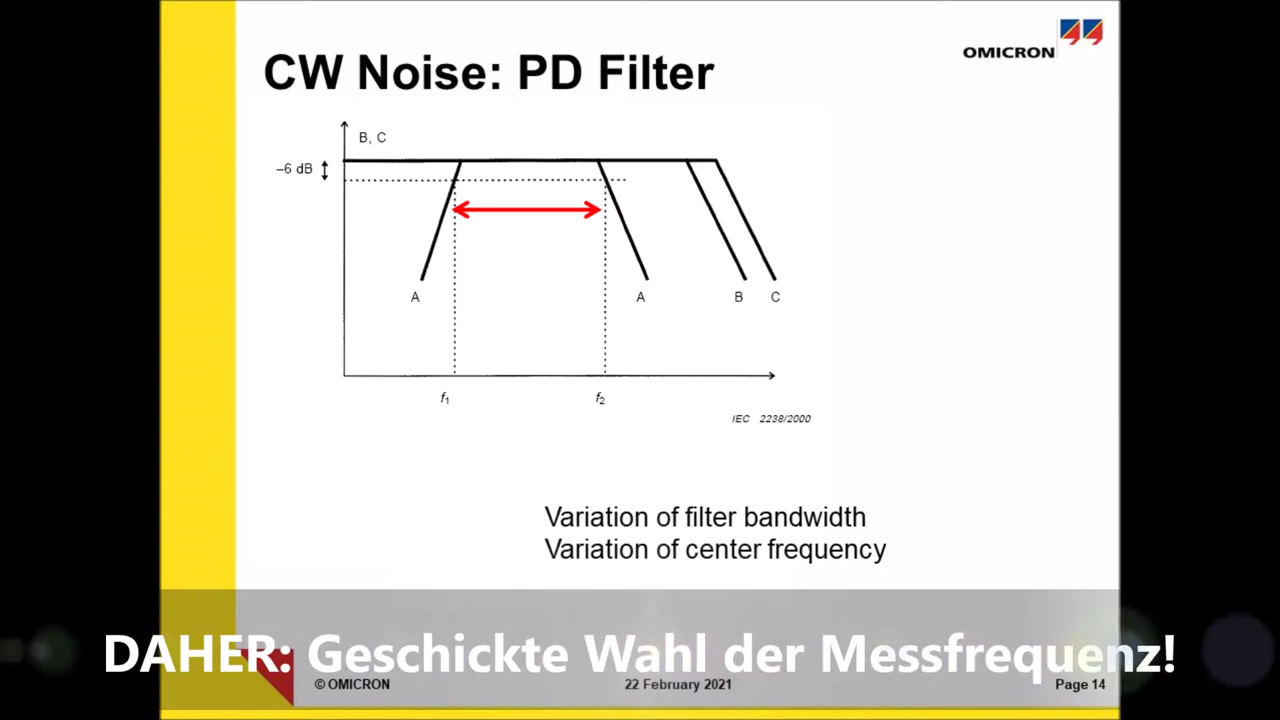 CW Noise: PD Filter
OMICRON
B, C
–6 dB
A
A
B
C
f₁
f₂
IEC 2238/2000
Variation of filter bandwidth
Variation of center frequency
DAHER: Geschickte Wahl der Messfrequenz!
© OMICRON
22 February 2021
Page 14